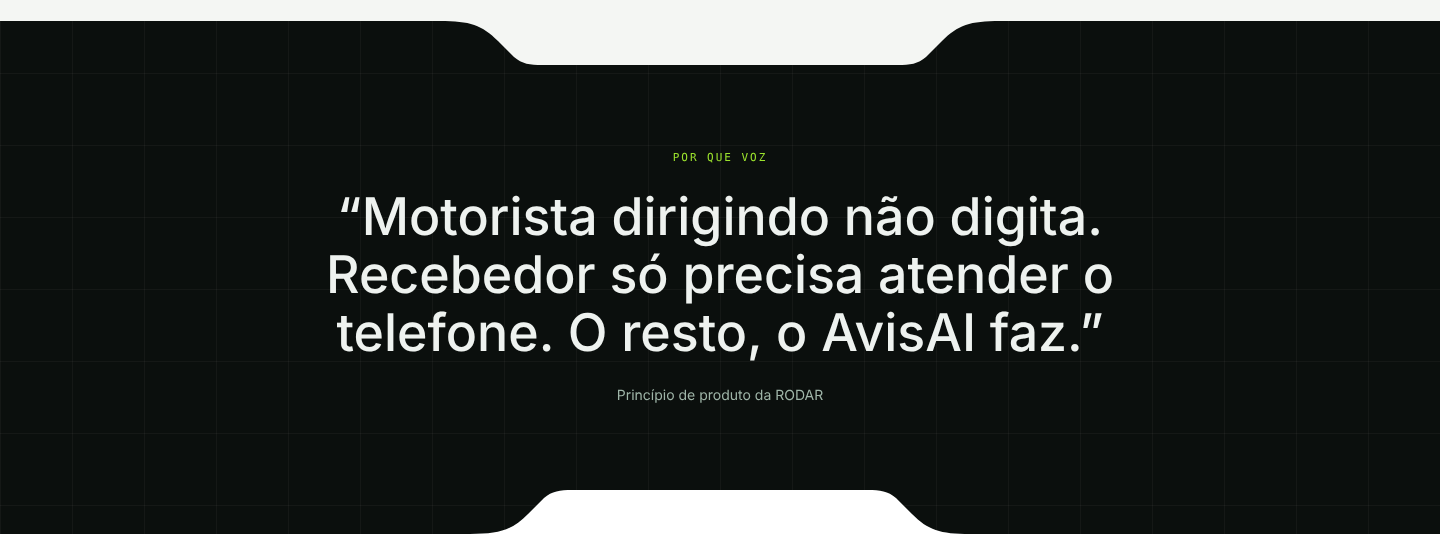 POR QUE VOZ
“Motorista dirigindo não digita.
Recebedor só precisa atender o
telefone. O resto, o AvisAI faz.”
Princípio de produto da RODAR